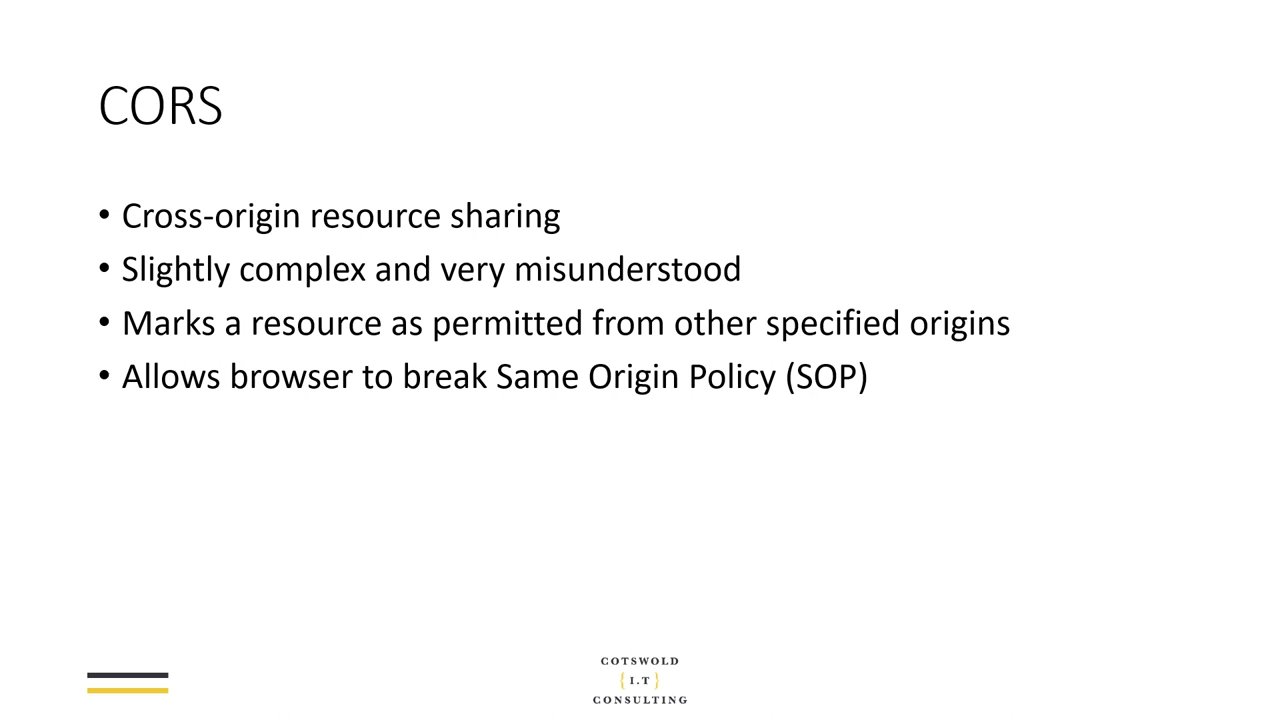 CORS
• Cross-origin resource sharing
• Slightly complex and very misunderstood
• Marks a resource as permitted from other specified origins
• Allows browser to break Same Origin Policy (SOP)
COTSWOLD
{ I.T }
CONSULTING